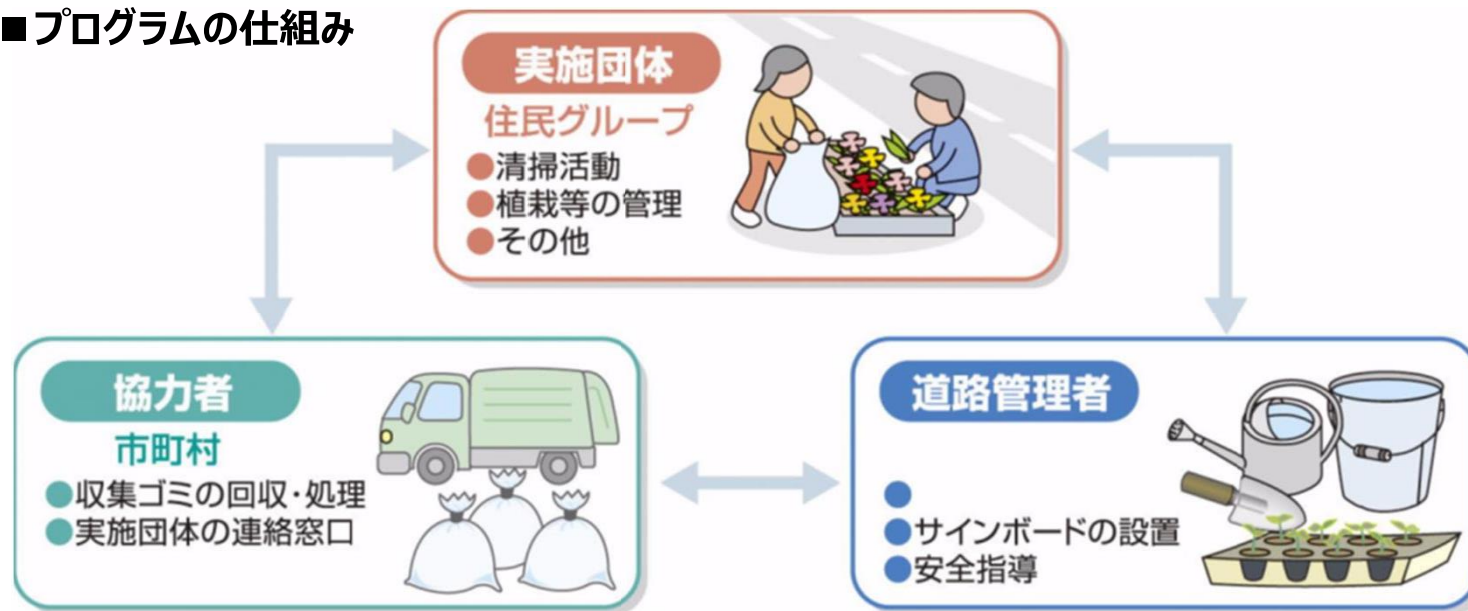 ■プログラムの仕組み
実施団体
住民グループ
●清掃活動
●植栽等の管理
●その他
協力者
市町村
●収集ゴミの回収・処理
●実施団体の連絡窓口
道路管理者
●
●サインボードの設置
●安全指導